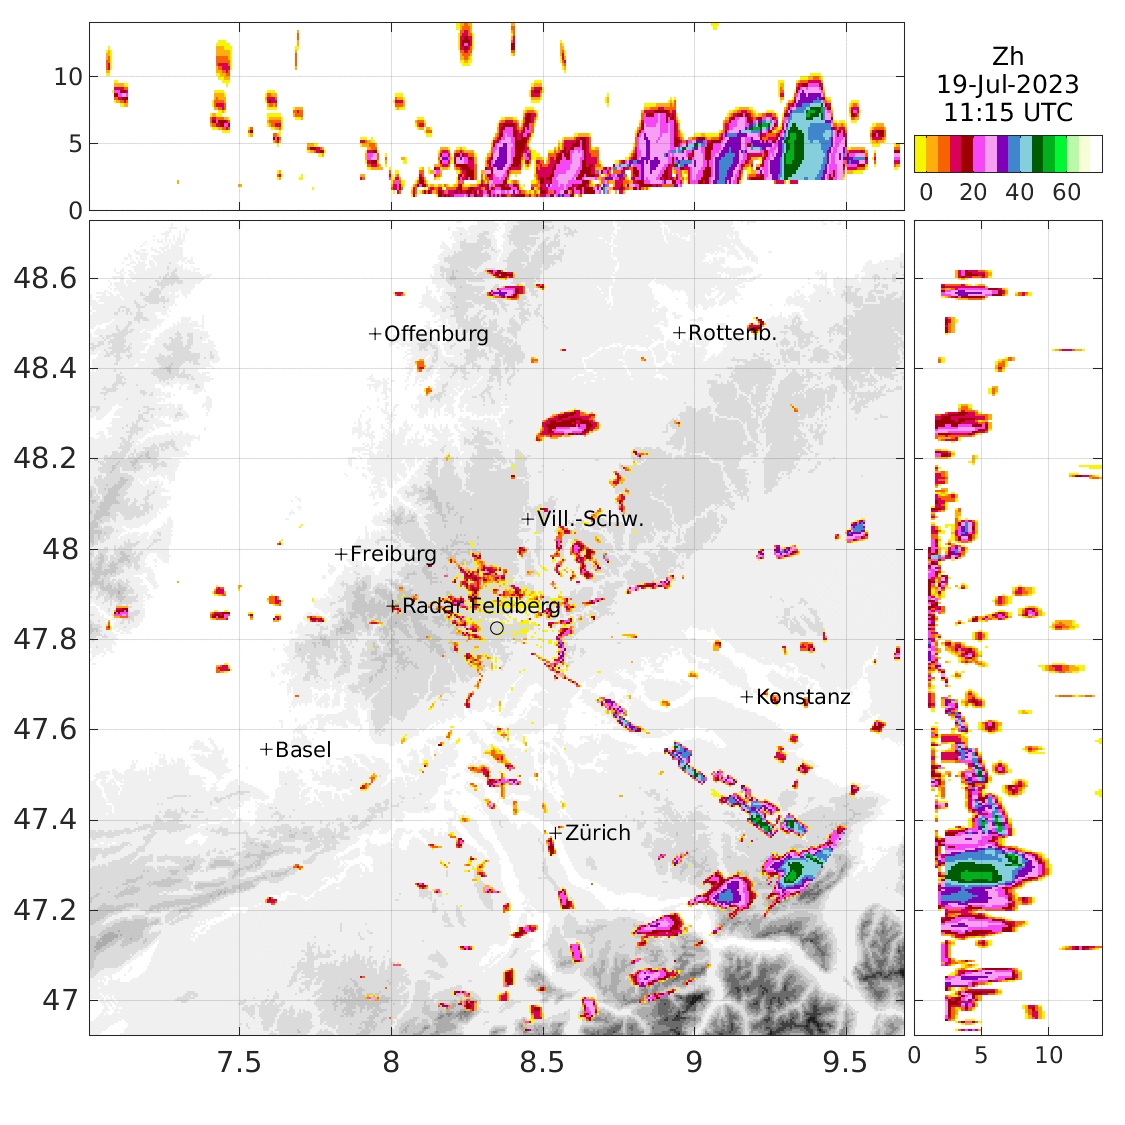 10
5
0
Zh
19-Jul-2023
11:15 UTC
0 20 40 60
48.6
48.4
48.2
48
47.8
47.6
47.4
47.2
47
+Offenburg
+Rottenb.
+Vill.-Schw.
+Freiburg
+Radar Feldberg
+Konstanz
+Basel
+Zürich
7.5 8 8.5 9 9.5
0 5 10